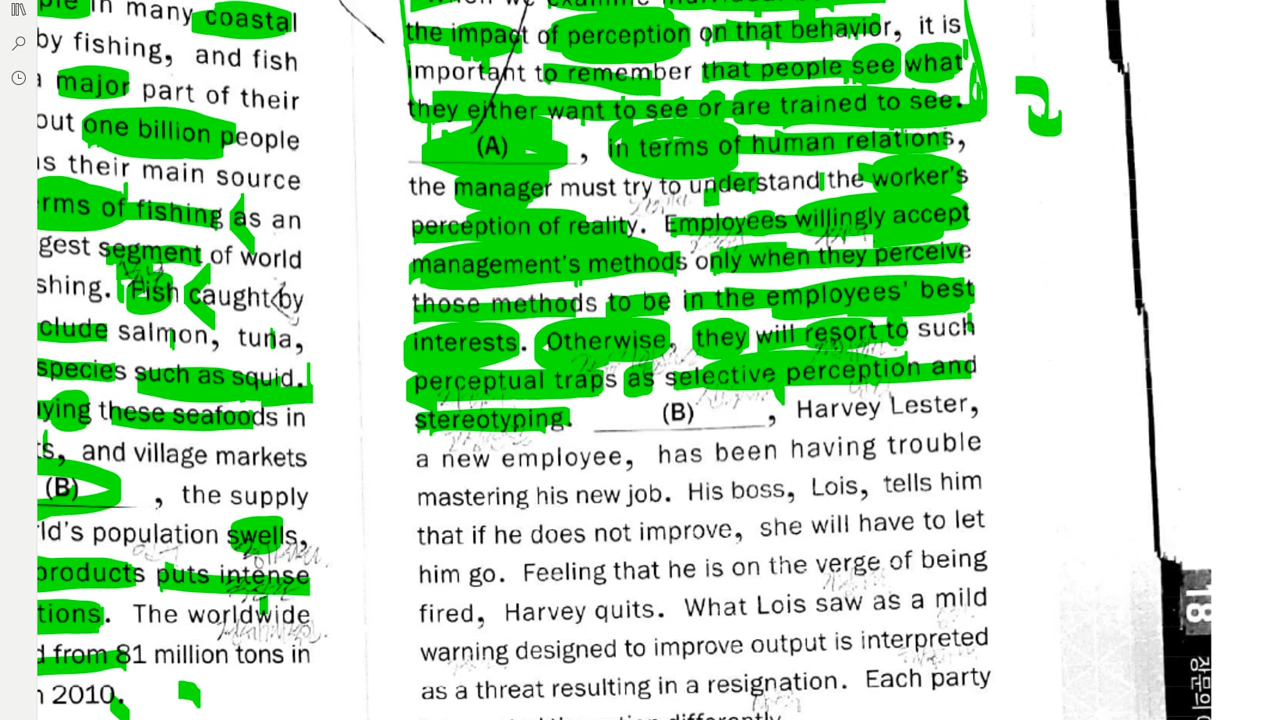 ple in many coastal
by fishing, and fish
a major part of their
out one billion people
as their main source
rms of fishing as an
gest segment of world
shing. Fish caught by
clude salmon, tuna,
species such as squid.
ying these seafoods in
ts, and village markets
(B) , the supply
ld's population swells,
products puts intense
tions. The worldwide
d from 81 million tons in
n 2010.
the impact of perception on that behavior, it is
important to remember that people see what
they either want to see or are trained to see.
(A) , in terms of human relations,
the manager must try to understand the worker's
perception of reality. Employees willingly accept
management's methods only when they perceive
those methods to be in the employees' best
interests. Otherwise, they will resort to such
perceptual traps as selective perception and
stereotyping. (B) , Harvey Lester,
a new employee, has been having trouble
mastering his new job. His boss, Lois, tells him
that if he does not improve, she will have to let
him go. Feeling that he is on the verge of being
fired, Harvey quits. What Lois saw as a mild
warning designed to improve output is interpreted
as a threat resulting in a resignation. Each party
differently.
18
장문의